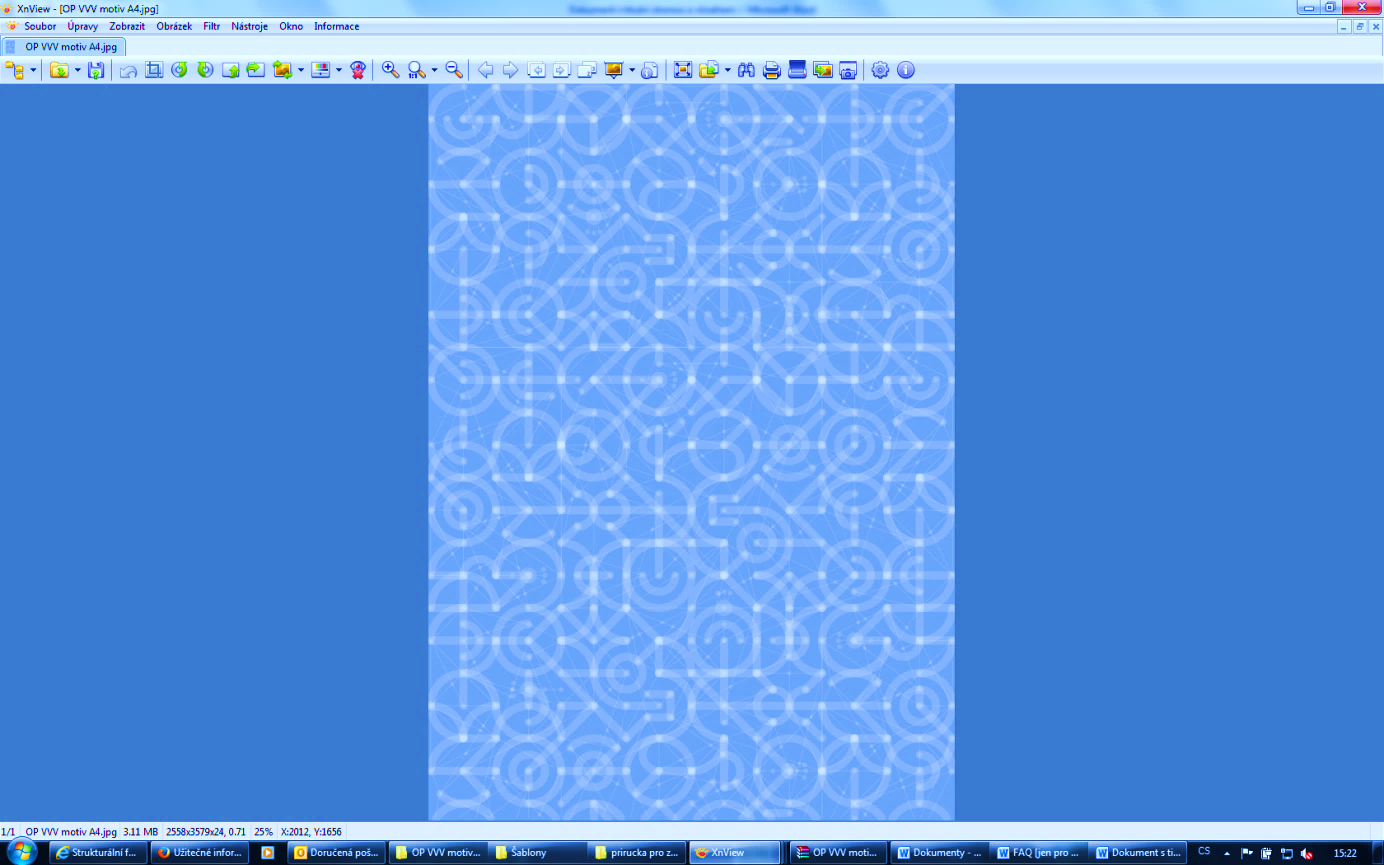 XnView - [OP VVV motiv A4.jpg]
Soubor Úpravy Zobrazit Obrázek Filtr Nástroje Okno Informace
OP VVV motiv A4.jpg
1/1 OP VVV motiv A4.jpg 3.11 MB 2558x3579x24, 0.71 25% X:2012, Y:1656
Strukturální f... Užitečné infor... Doručená poš... OP VVV motiv... Šablony prirucka pro z... XnView OP VVV moti... Dokumenty - ... FAQ [jen pro ... Dokument s ti... CS 15:22